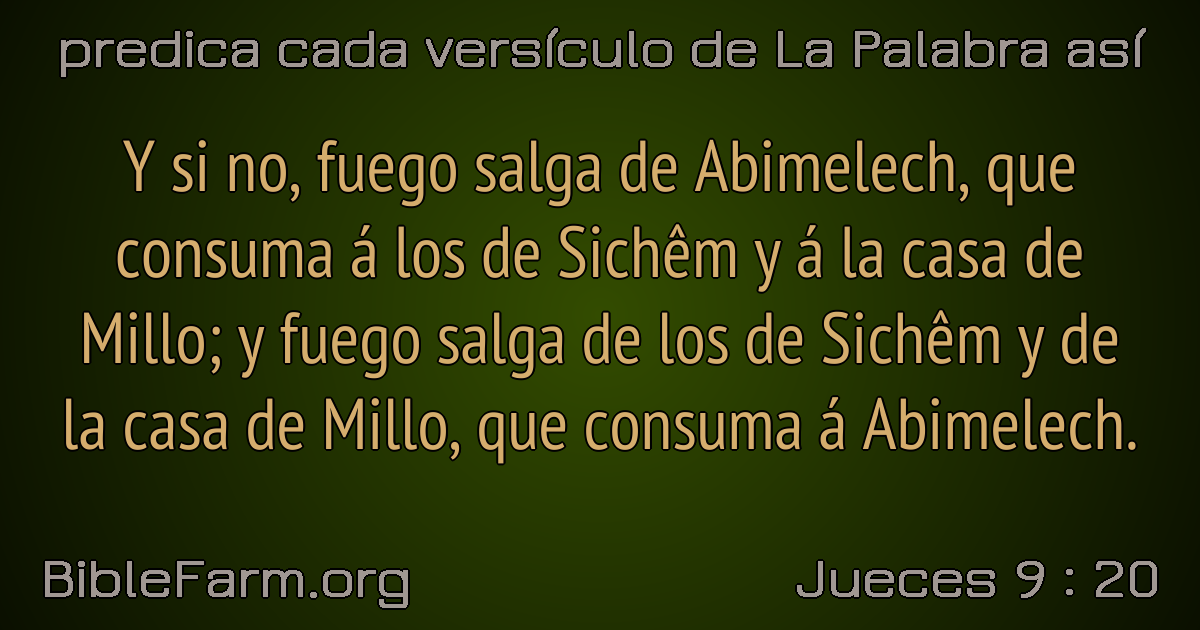 predica cada versículo de La Palabra así
Y si no, fuego salga de Abimelech, que
consuma á los de Sichêm y á la casa de
Millo; y fuego salga de los de Sichêm y de
la casa de Millo, que consuma á Abimelech.
BibleFarm.org
Jueces 9 : 20